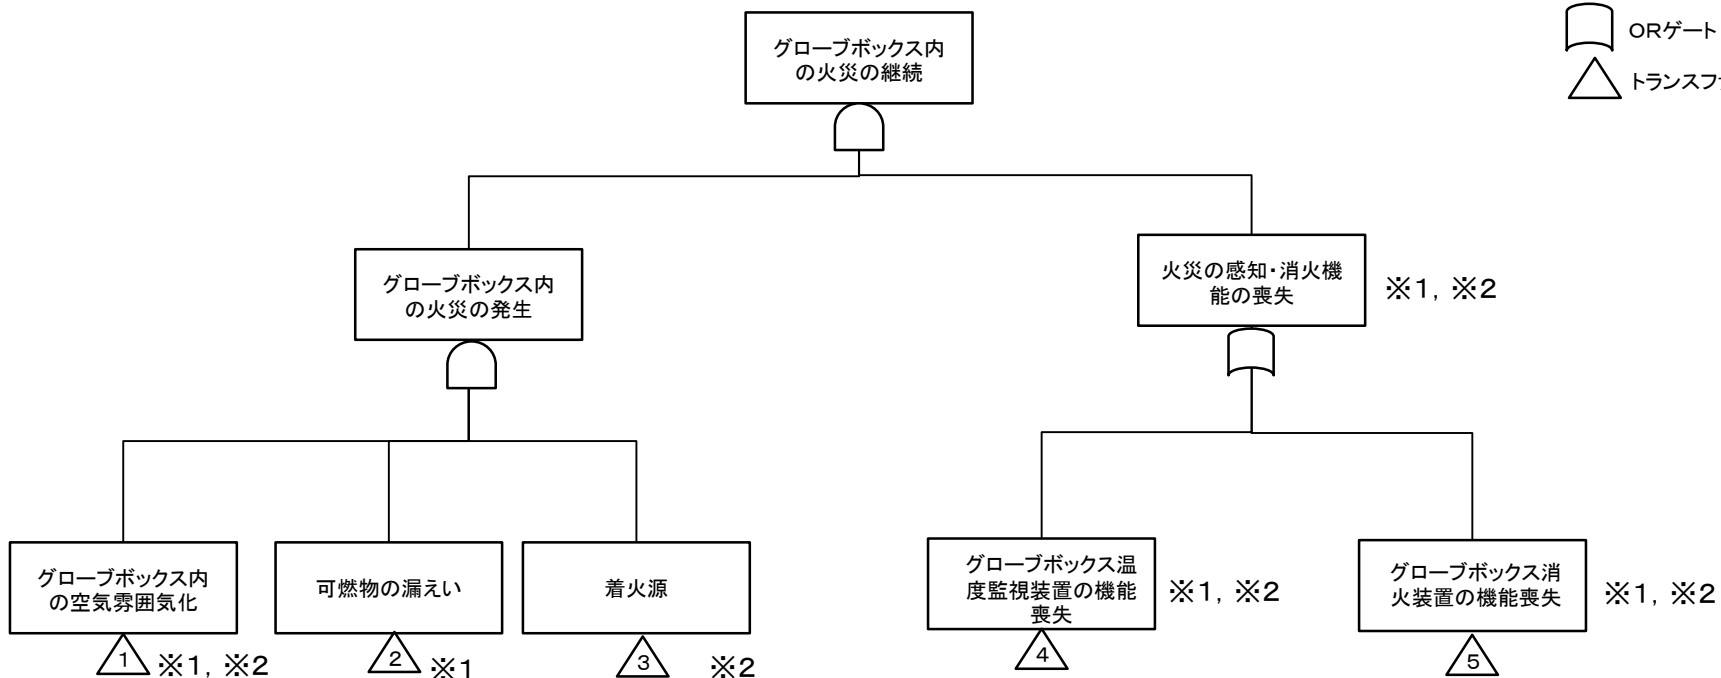 グローブボックス内
の火災の継続
ORゲート
グローブボックス内
の火災の発生
火災の感知・消火機
能の喪失
※1, ※2
グローブボックス内
の空気雰囲気化
1
※1, ※2
可燃物の漏えい
2
※1
着火源
3
※2
グローブボックス温
度監視装置の機能
喪失
4
※1, ※2
グローブボックス消
火装置の機能喪失
5
※1, ※2